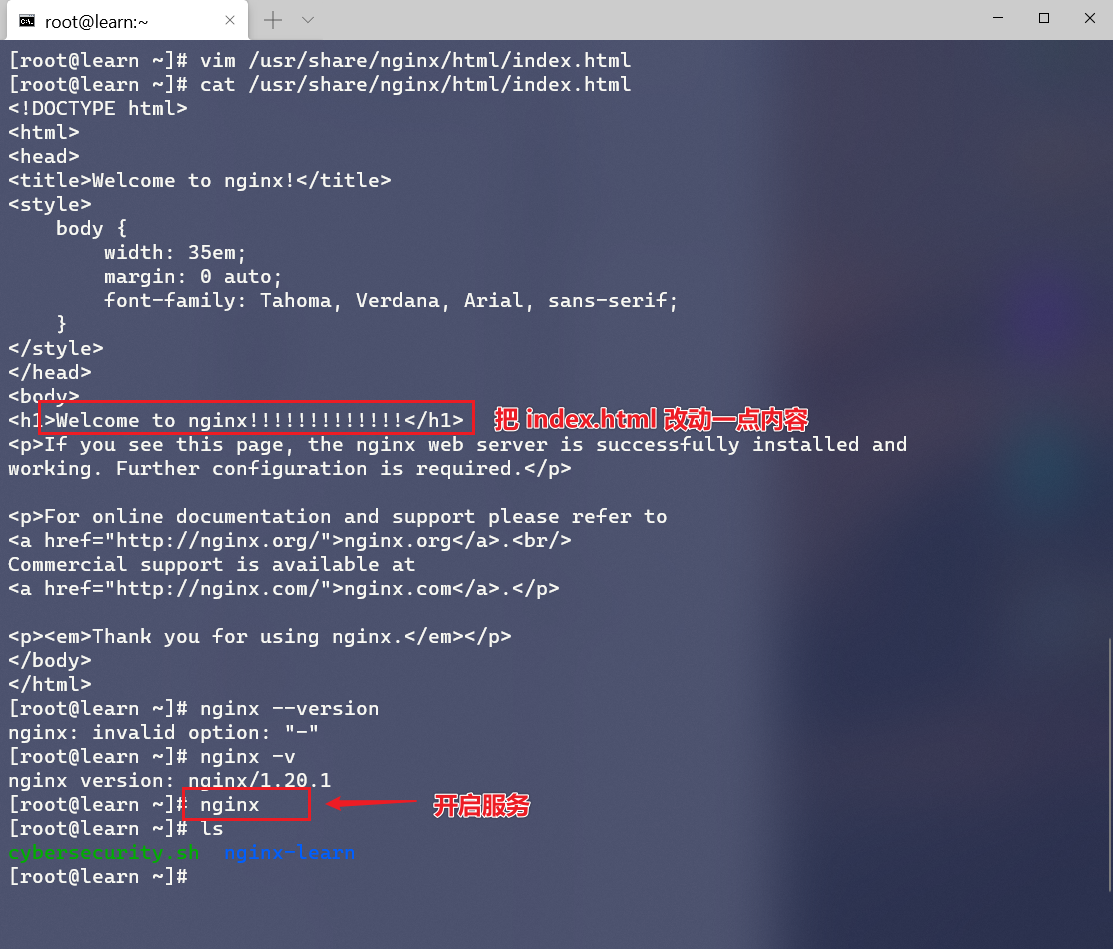 root@learn:~
[root@learn ~]# vim /usr/share/nginx/html/index.html
[root@learn ~]# cat /usr/share/nginx/html/index.html
<!DOCTYPE html>
<html>
<head>
<title>Welcome to nginx!</title>
<style>
    body {
        width: 35em;
        margin: 0 auto;
        font-family: Tahoma, Verdana, Arial, sans-serif;
    }
</style>
</head>
<body>
<h1>Welcome to nginx!!!!!!!!!!!!!</h1> 把 index.html 改动一点内容
<p>If you see this page, the nginx web server is successfully installed and
working. Further configuration is required.</p>

<p>For online documentation and support please refer to
<a href="http://nginx.org/">nginx.org</a>.<br/>
Commercial support is available at
<a href="http://nginx.com/">nginx.com</a>.</p>

<p><em>Thank you for using nginx.</em></p>
</body>
</html>
[root@learn ~]# nginx --version
nginx: invalid option: "-"
[root@learn ~]# nginx -v
nginx version: nginx/1.20.1
[root@learn ~]# nginx 开启服务
[root@learn ~]# ls
cybersecurity.sh  nginx-learn
[root@learn ~]#